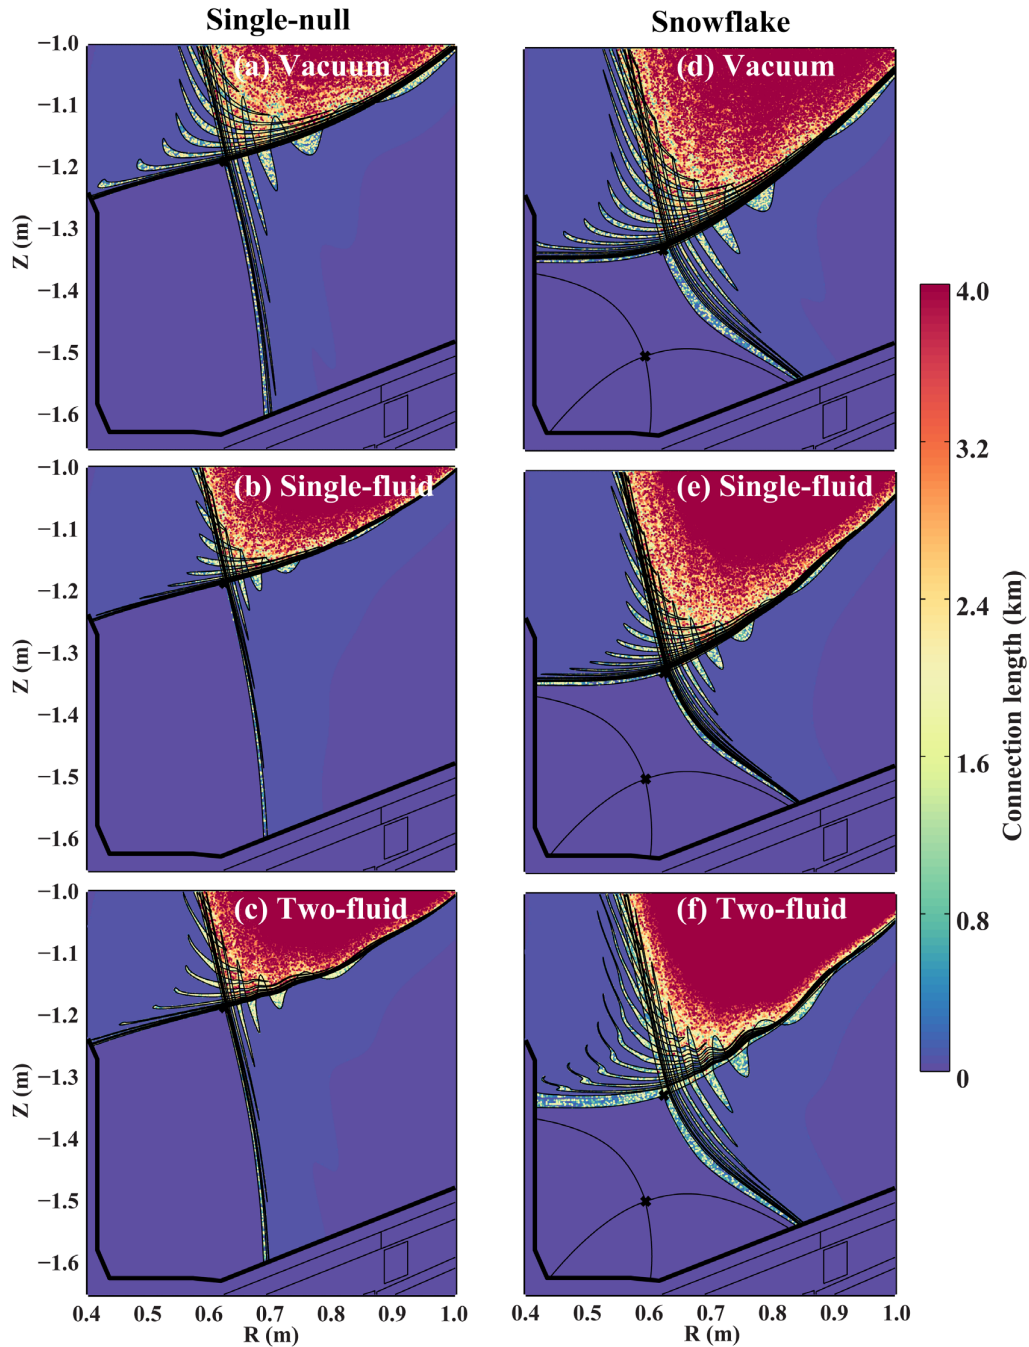 Single-null
Snowflake
(a) Vacuum
(d) Vacuum
−1.0
−1.1
−1.2
−1.3
−1.4
−1.5
−1.6
Z (m)
(b) Single-fluid
(e) Single-fluid
−1.0
−1.1
−1.2
−1.3
−1.4
−1.5
−1.6
Z (m)
(c) Two-fluid
(f) Two-fluid
−1.0
−1.1
−1.2
−1.3
−1.4
−1.5
−1.6
Z (m)
0.4 0.5 0.6 0.7 0.8 0.9 1.0
R (m)
0.4 0.5 0.6 0.7 0.8 0.9 1.0
R (m)
4.0
3.2
2.4
1.6
0.8
0
Connection length (km)